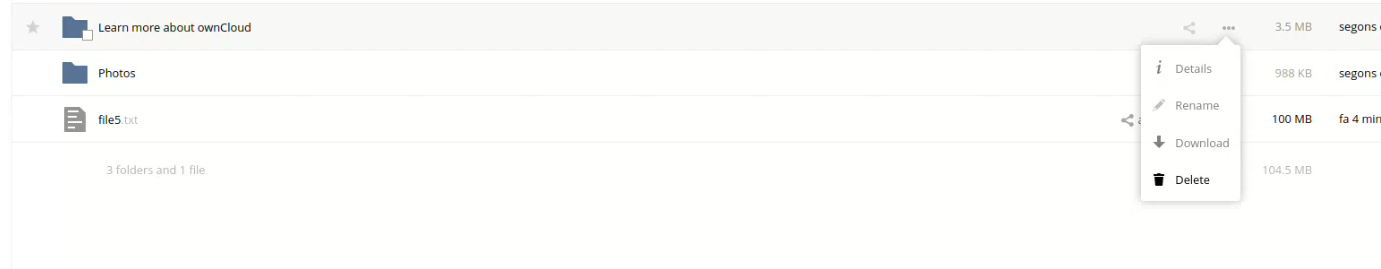 Learn more about ownCloud 3.5 MB segons
Details
Photos 988 KB segons
Rename
file5.txt 100 MB fa 4 min
Download
3 folders and 1 file 104.5 MB
Delete